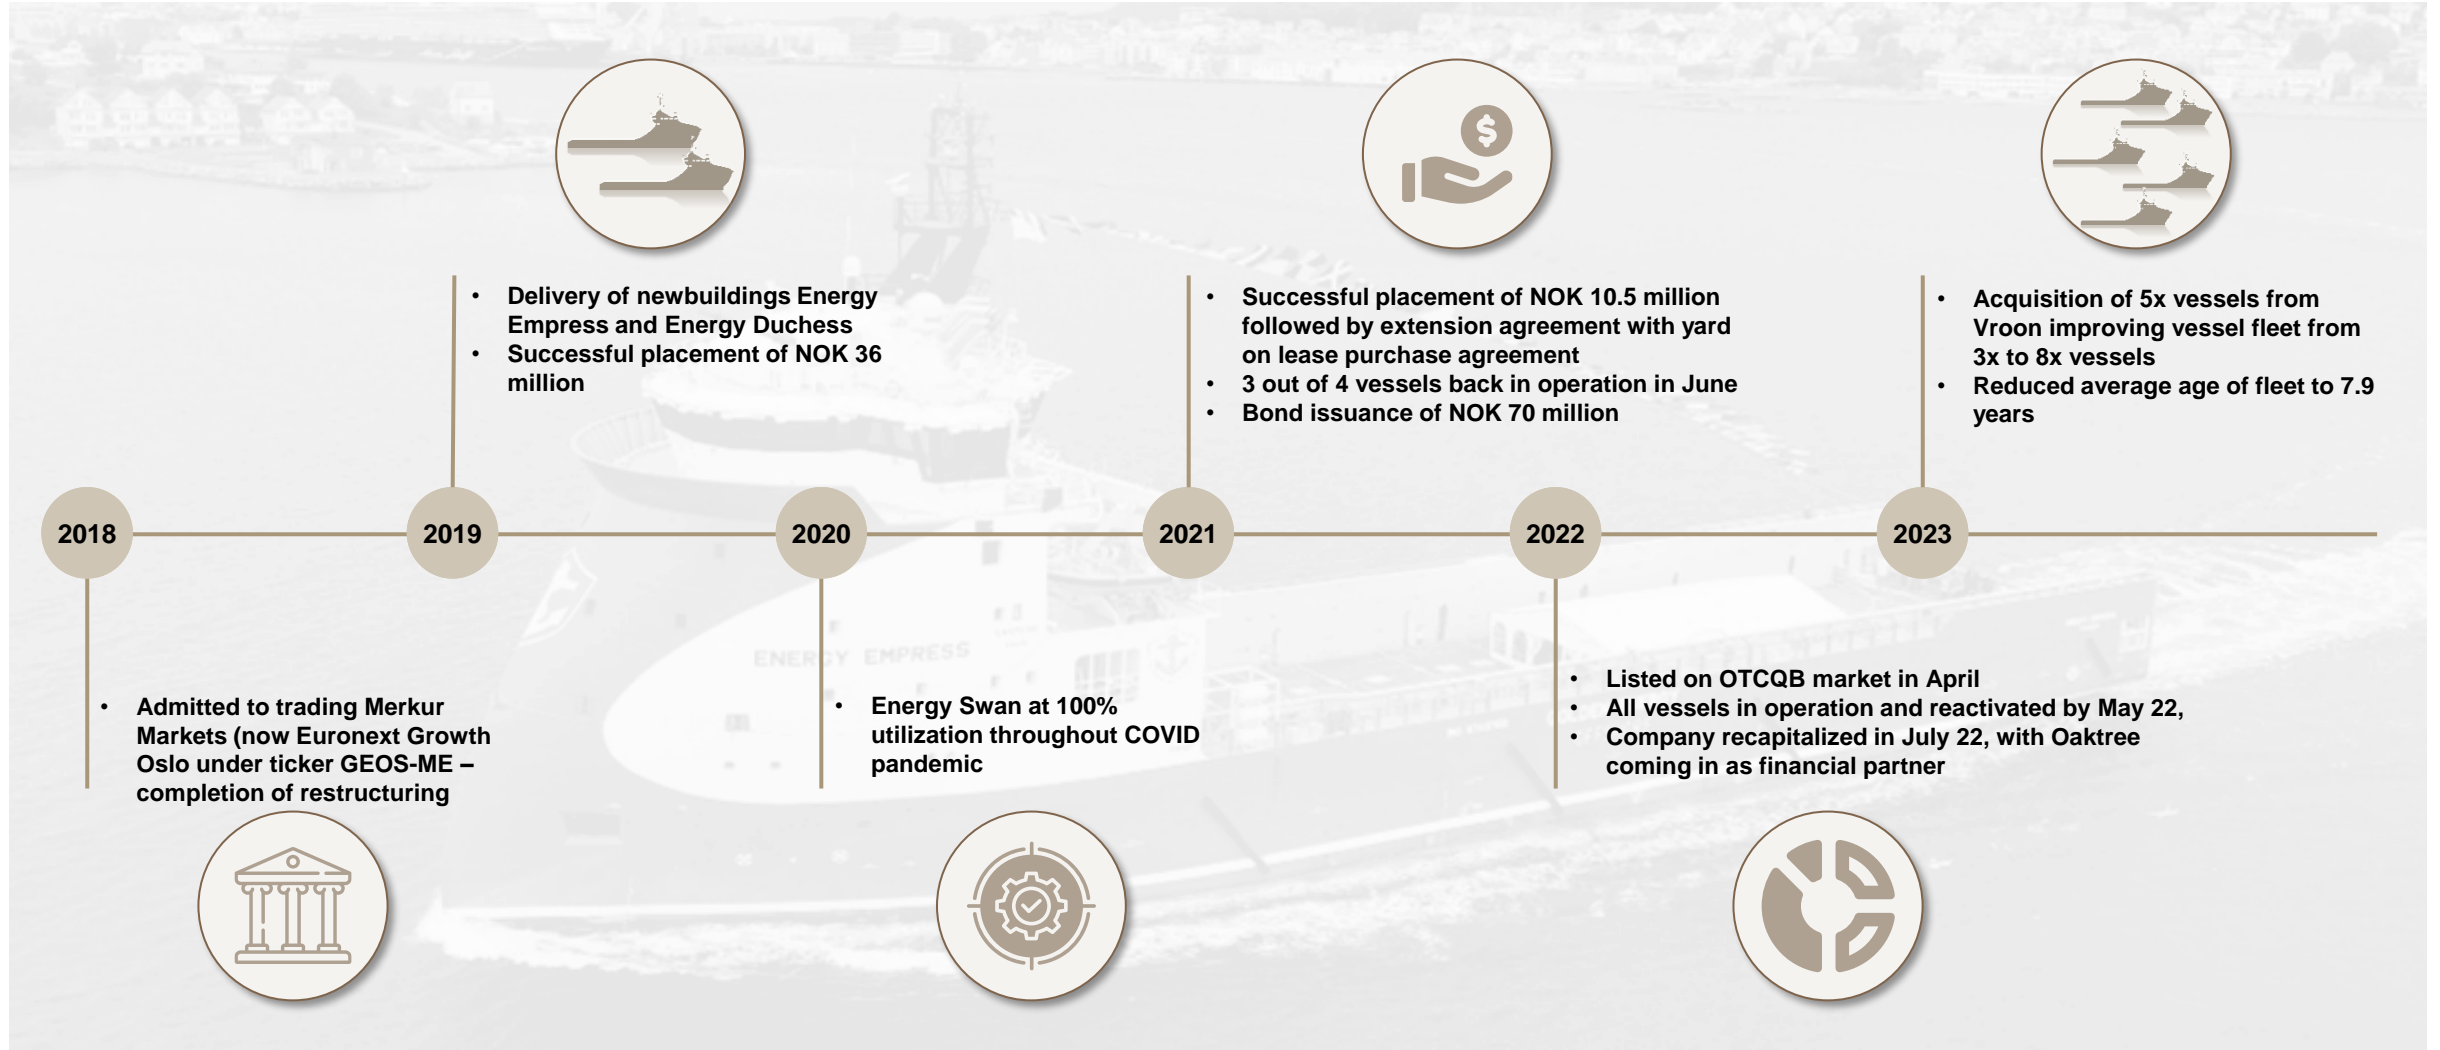 • Delivery of newbuildings Energy
Empress and Energy Duchess
• Successful placement of NOK 36
million
• Successful placement of NOK 10.5 million
followed by extension agreement with yard
on lease purchase agreement
• 3 out of 4 vessels back in operation in June
• Bond issuance of NOK 70 million
• Acquisition of 5x vessels from
Vroon improving vessel fleet from
3x to 8x vessels
• Reduced average age of fleet to 7.9
years
2018
2019
2020
2021
2022
2023
• Admitted to trading Merkur
Markets (now Euronext Growth
Oslo under ticker GEOS-ME –
completion of restructuring
ENERGY EMPRESS
• Energy Swan at 100%
utilization throughout COVID
pandemic
• Listed on OTCQB market in April
• All vessels in operation and reactivated by May 22,
• Company recapitalized in July 22, with Oaktree
coming in as financial partner
$